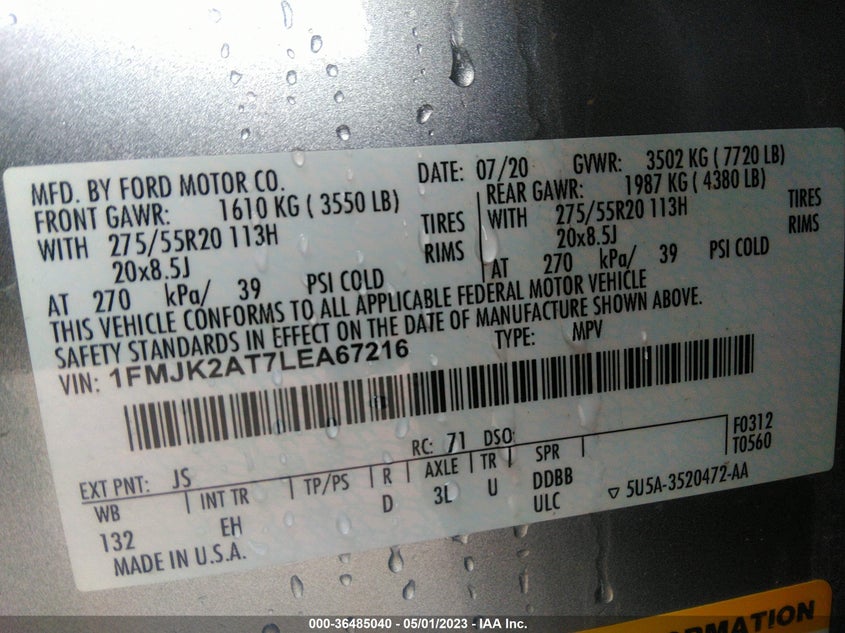 MFD. BY FORD MOTOR CO.
DATE: 07/20 GVWR: 3502 KG ( 7720 LB)
FRONT GAWR: 1610 KG ( 3550 LB)
WITH 275/55R20 113H TIRES
20x8.5J RIMS
AT 270 kPa/ 39 PSI COLD
REAR GAWR: 1987 KG ( 4380 LB)
WITH 275/55R20 113H TIRES
20x8.5J RIMS
AT 270 kPa/ 39 PSI COLD
THIS VEHICLE CONFORMS TO ALL APPLICABLE FEDERAL MOTOR VEHICLE
SAFETY STANDARDS IN EFFECT ON THE DATE OF MANUFACTURE SHOWN ABOVE.
VIN: 1FMJK2AT7LEA67216 TYPE: MPV
F0312
T0560
EXT PNT: JS RC: 71 DSO:
WB INT TR TP/PS R AXLE TR SPR
132 EH D 3L U DDBB
ULC
5U5A-3520472-AA
MADE IN U.S.A.
ORMATION
000-36485040 - 05/01/2023 - IAA Inc.